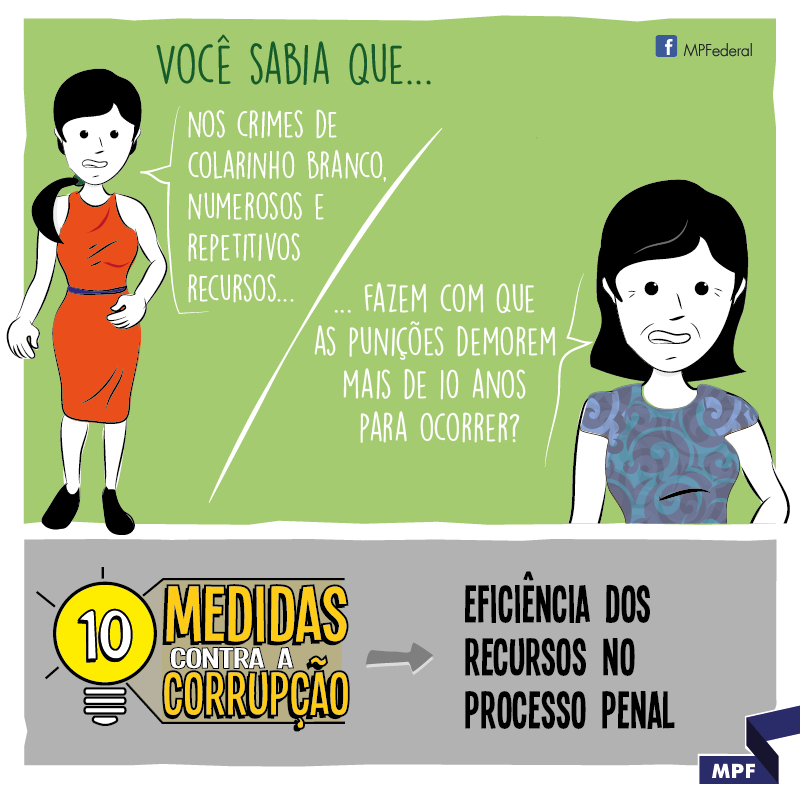 VOCÊ SABIA QUE...
f MPFederal
NOS CRIMES DE
COLARINHO BRANCO,
NUMEROSOS E
REPETITIVOS
RECURSOS...
... FAZEM COM QUE
AS PUNIÇÕES DEMOREM
MAIS DE 10 ANOS
PARA OCORRER?
10
MEDIDAS
CONTRA A
CORRUPÇÃO
EFICIÊNCIA DOS
RECURSOS NO
PROCESSO PENAL
MPF